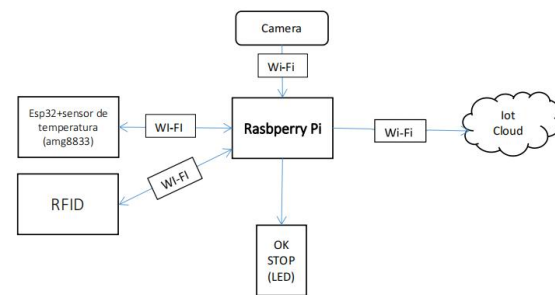 Camera
Wi-Fi
Esp32+sensor de
temperatura
(amg8833)
WI-FI
Rasbperry Pi
Wi-Fi
Iot
Cloud
WI-FI
RFID
OK
STOP
(LED)